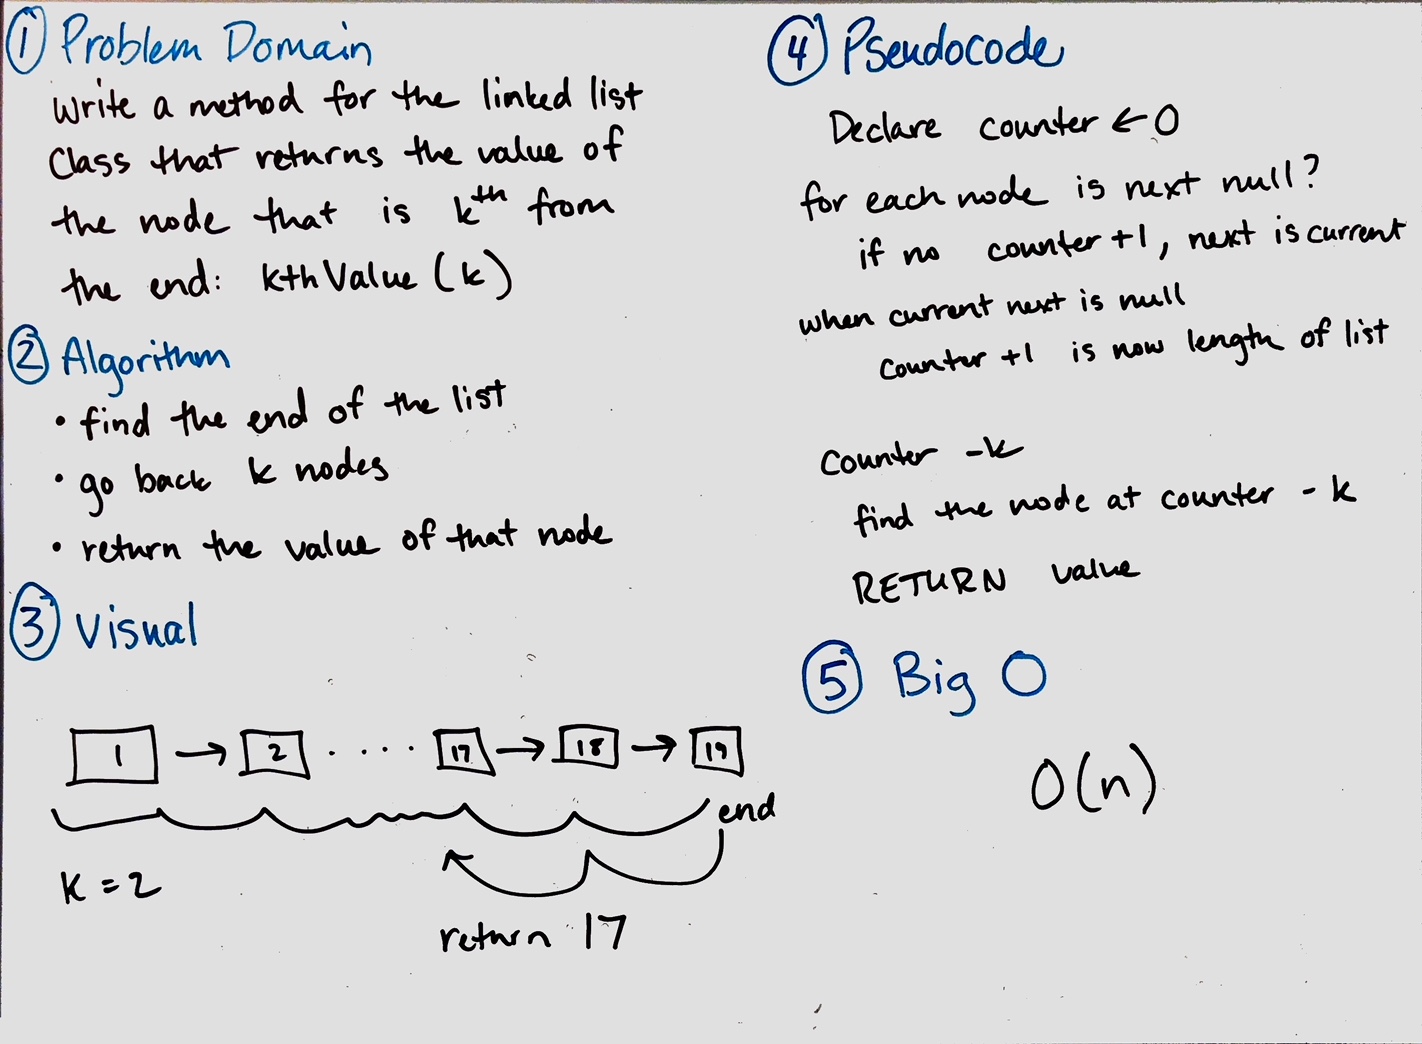 ① Problem Domain
Write a method for the linked list
Class that returns the value of
the node that is kᵗʰ from
the end: kthValue (k)
② Algorithm
• find the end of the list
• go back k nodes
• return the value of that node
③ Visual
1 → 2 ····· 17 → 18 → 19
end
K = 2
return 17
④ Pseudocode
Declare counter ← 0
for each node is next null?
if no counter +1, next is current
when current next is null
counter +1 is now length of list
Counter -k
find the node at counter - k
RETURN value
⑤ Big O
O(n)